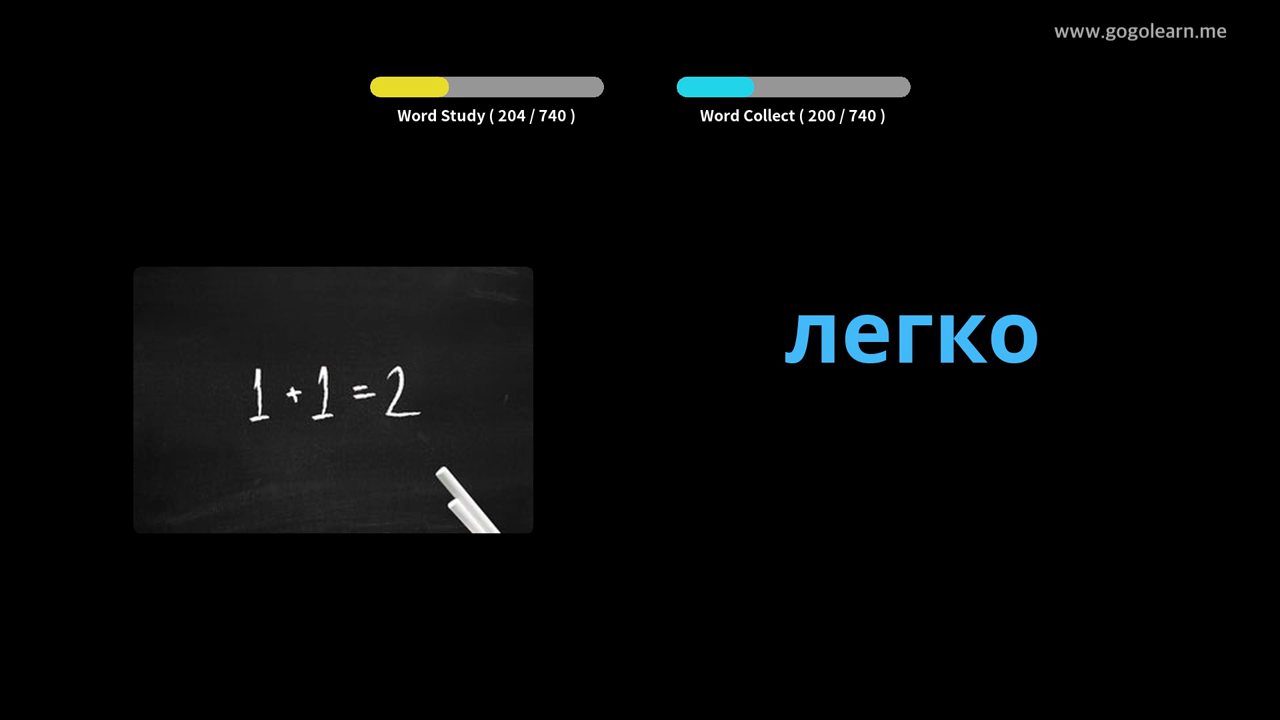 www.gogolearn.me
Word Study ( 204 / 740 )
Word Collect ( 200 / 740 )
легко
1 + 1 = 2